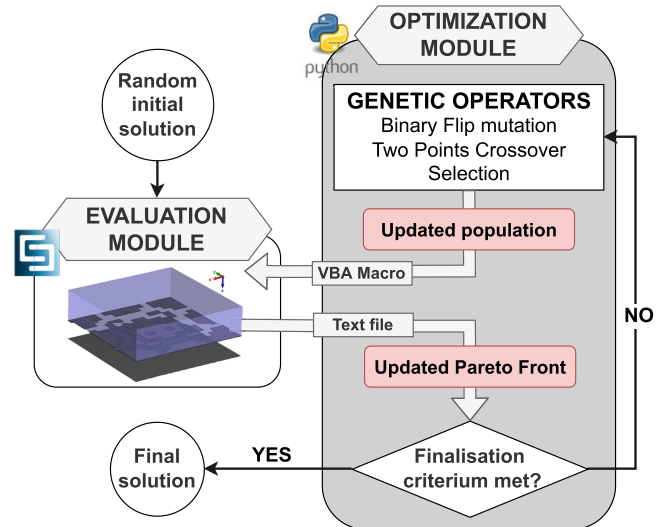 OPTIMIZATION
MODULE
python
Random
initial
solution
GENETIC OPERATORS
Binary Flip mutation
Two Points Crossover
Selection
EVALUATION
MODULE
Updated population
VBA Macro
Text file
NO
Updated Pareto Front
Final
solution
YES
Finalisation
criterium met?